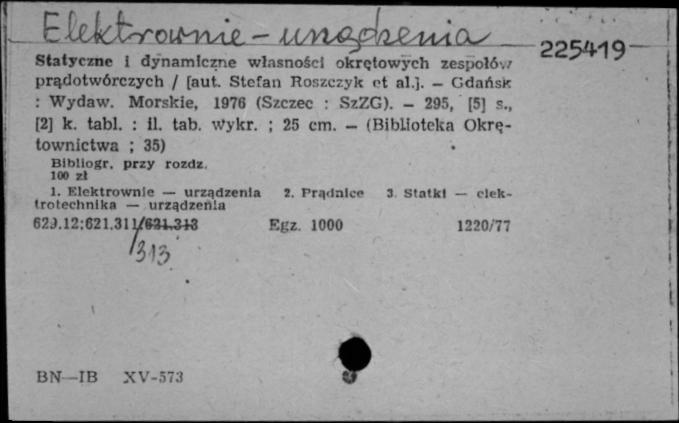 Elektrownie - urządzenia
225419
Statyczne i dynamiczne własności okrętowych zespołów
prądotwórczych / [aut. Stefan Roszczyk et al.]. — Gdańsk
: Wydaw. Morskie, 1976 (Szczec : SzZG). — 295, [5] s.,
[2] k. tabl. : il. tab. wykr. ; 25 cm. — (Biblioteka Okrę-
townictwa ; 35)
Bibliogr. przy rozdz.
100 zł
1. Elektrownie — urządzenia 2. Prądnice 3. Statki — elek-
trotechnika — urządzenia
629.12:621.311/621.313 Egz. 1000 1220/77
/313
BN—IB XV-573